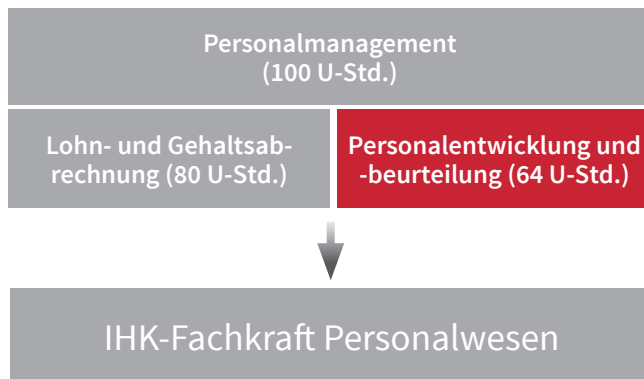 Personalmanagement
(100 U-Std.)
Lohn- und Gehaltsab-
rechnung (80 U-Std.)
Personalentwicklung und
-beurteilung (64 U-Std.)
IHK-Fachkraft Personalwesen